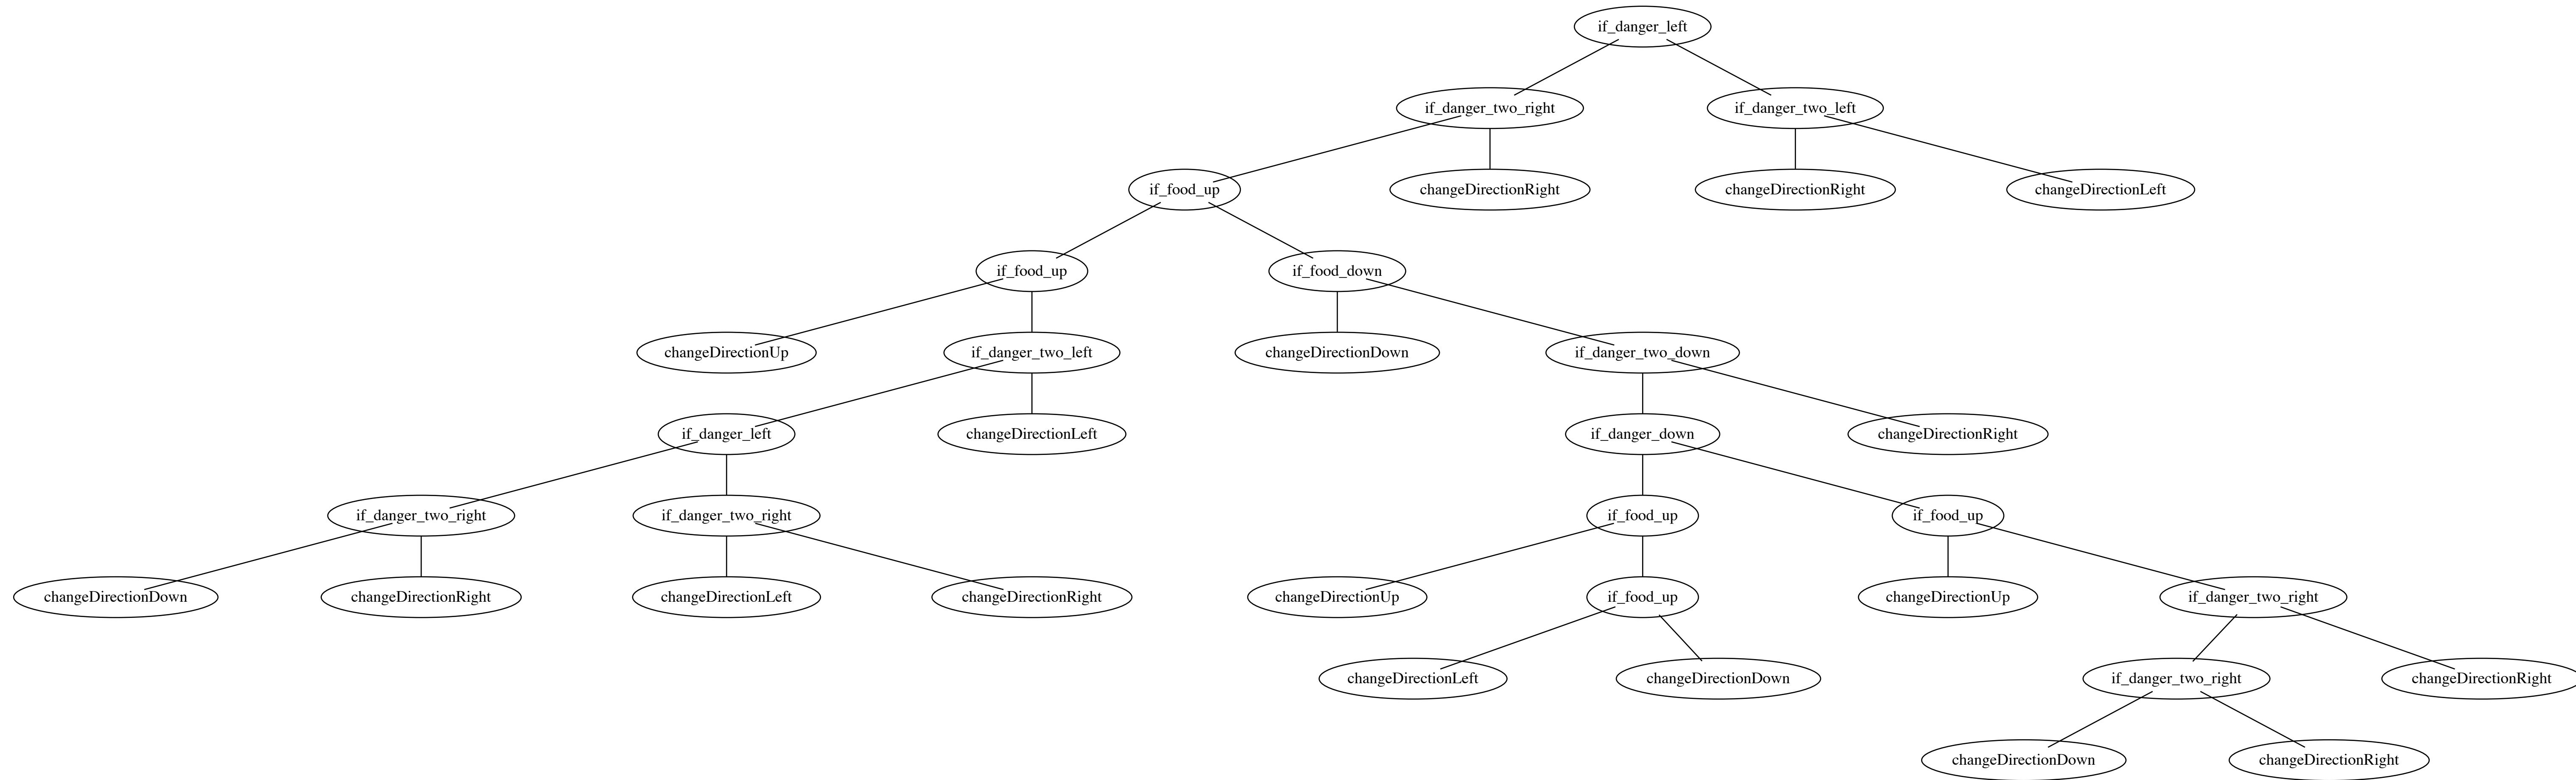 if_danger_left
if_danger_two_right
if_danger_two_left
if_food_up
changeDirectionRight
changeDirectionRight
changeDirectionLeft
if_food_up
if_food_down
changeDirectionUp
if_danger_two_left
changeDirectionDown
if_danger_two_down
if_danger_left
changeDirectionLeft
if_danger_down
changeDirectionRight
if_danger_two_right
if_danger_two_right
if_food_up
if_food_up
changeDirectionDown
changeDirectionRight
changeDirectionLeft
changeDirectionRight
changeDirectionUp
if_food_up
changeDirectionUp
if_danger_two_right
changeDirectionLeft
changeDirectionDown
if_danger_two_right
changeDirectionRight
changeDirectionDown
changeDirectionRight